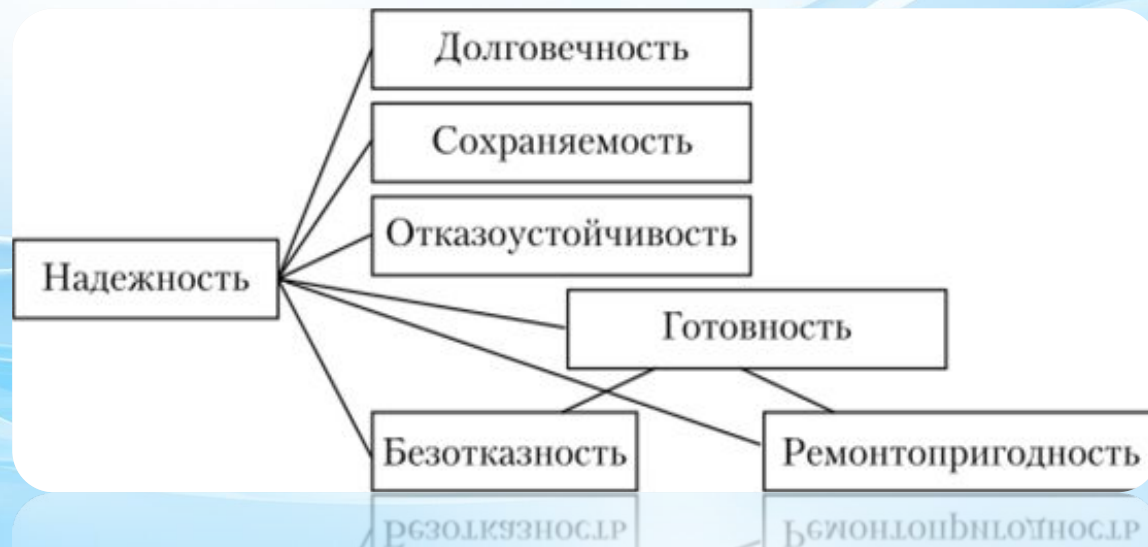 Долговечность
Сохраняемость
Отказоустойчивость
Надежность
Готовность
Безотказность
Ремонтопригодность